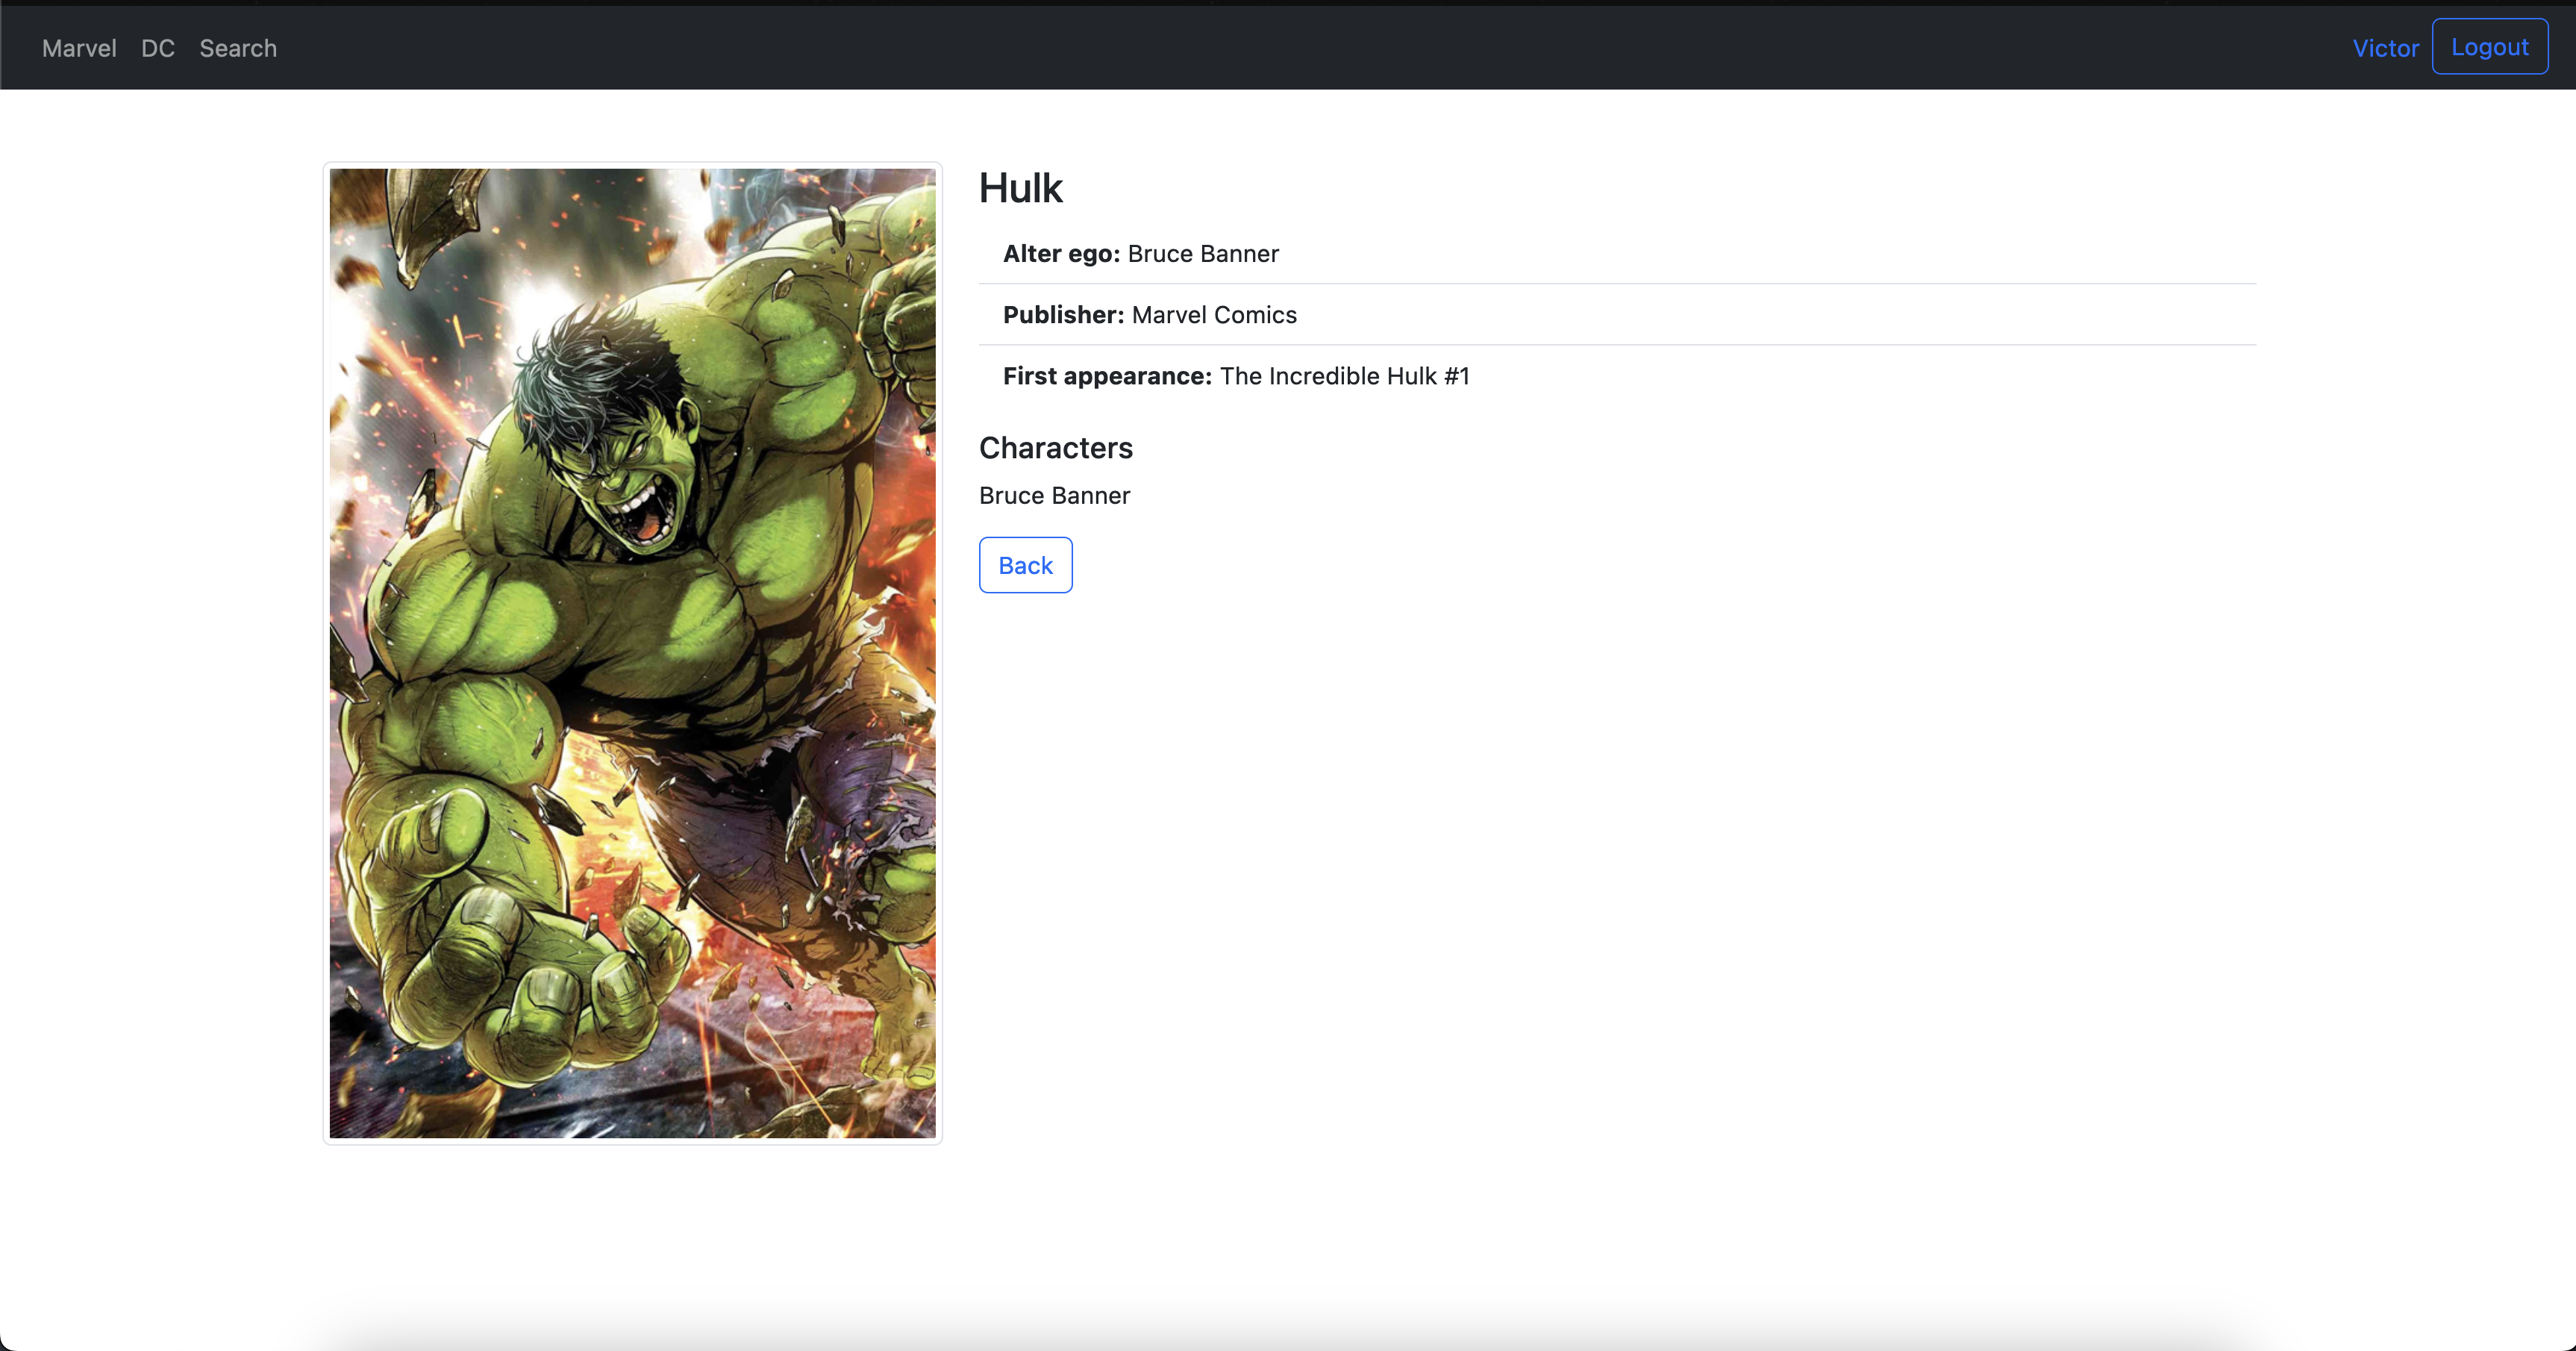 Marvel DC Search Victor Logout
Hulk
Alter ego: Bruce Banner
Publisher: Marvel Comics
First appearance: The Incredible Hulk #1
Characters
Bruce Banner
Back